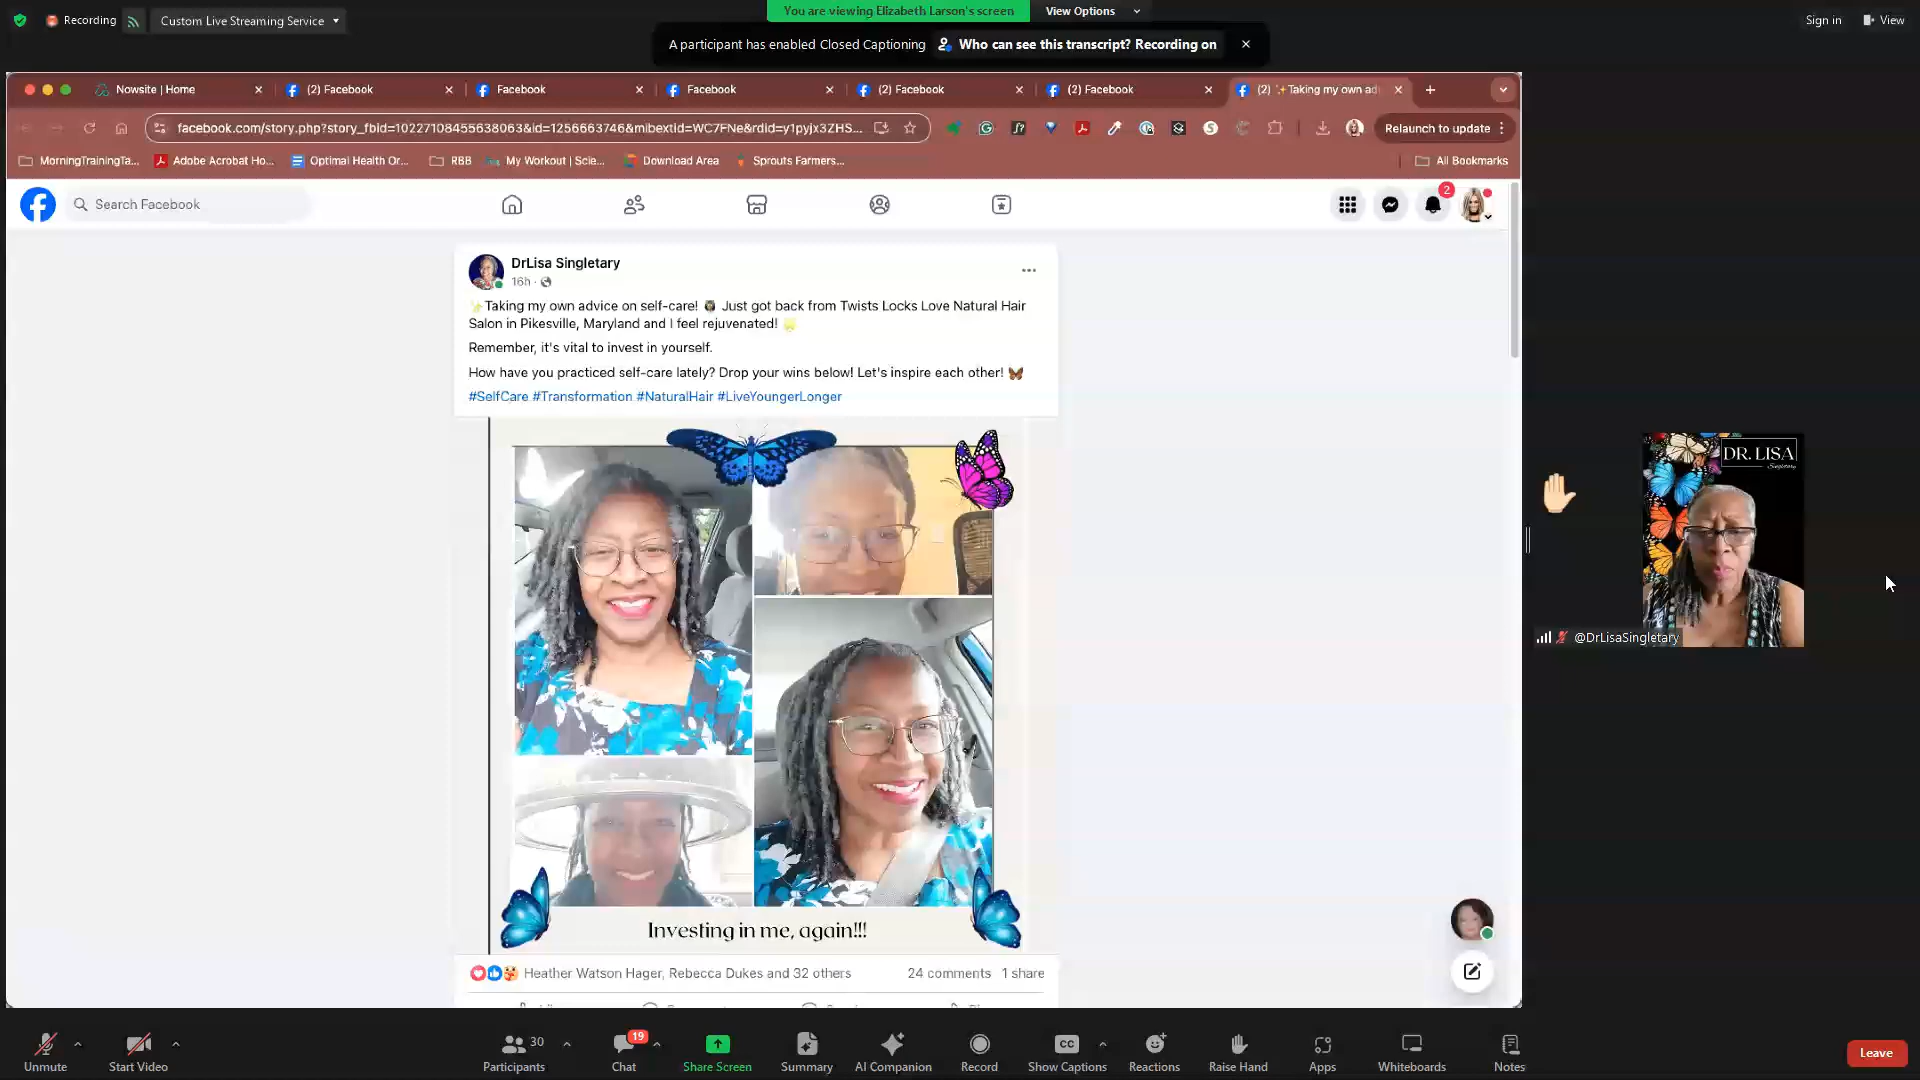 Recording
Custom Live Streaming Service
You are viewing Elizabeth Larson's screen
View Options
Sign in
View
A participant has enabled Closed Captioning
Who can see this transcript? Recording on
Nowsite | Home
(2) Facebook
Facebook
Facebook
(2) Facebook
(2) Facebook
(2) ✨Taking my own ad
facebook.com/story.php?story_fbid=10227108455638063&id=1256663746&mibextid=WC7FNe&rdid=y1pyjx3ZHS...
Relaunch to update
MorningTrainingTa...
Adobe Acrobat Ho...
Optimal Health Or...
RBB
My Workout | Scie...
Download Area
Sprouts Farmers...
All Bookmarks
Search Facebook
2
DrLisa Singletary
16h
✨Taking my own advice on self-care! Just got back from Twists Locks Love Natural Hair
Salon in Pikesville, Maryland and I feel rejuvenated!
Remember, it's vital to invest in yourself.
How have you practiced self-care lately? Drop your wins below! Let's inspire each other! 🦋
#SelfCare #Transformation #NaturalHair #LiveYoungerLonger
Investing in me, again!!!
Heather Watson Hager, Rebecca Dukes and 32 others
24 comments 1 share
DR. LISA
Singletary
@DrLisaSingletary
Unmute
Start Video
Participants
30
Chat
19
Share Screen
Summary
AI Companion
Record
CC
Show Captions
Reactions
Raise Hand
Apps
Whiteboards
Notes
Leave